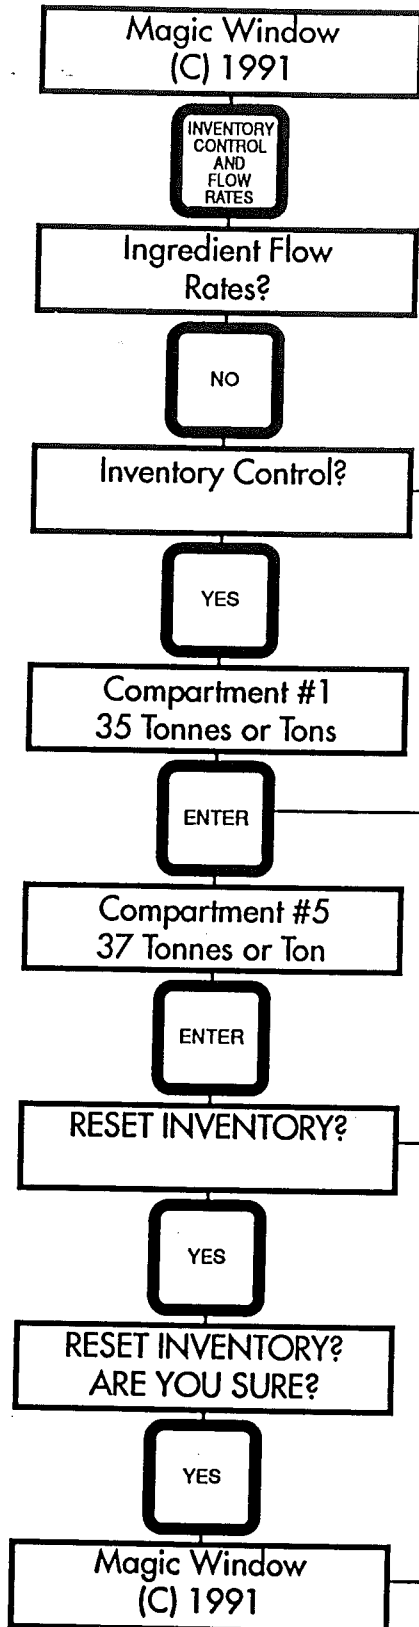 Magic Window
(C) 1991
INVENTORY
CONTROL
AND
FLOW
RATES
Ingredient Flow
Rates?
NO
Inventory Control?
YES
Compartment #1
35 Tonnes or Tons
ENTER
Compartment #5
37 Tonnes or Ton
ENTER
RESET INVENTORY?
YES
RESET INVENTORY?
ARE YOU SURE?
YES
Magic Window
(C) 1991